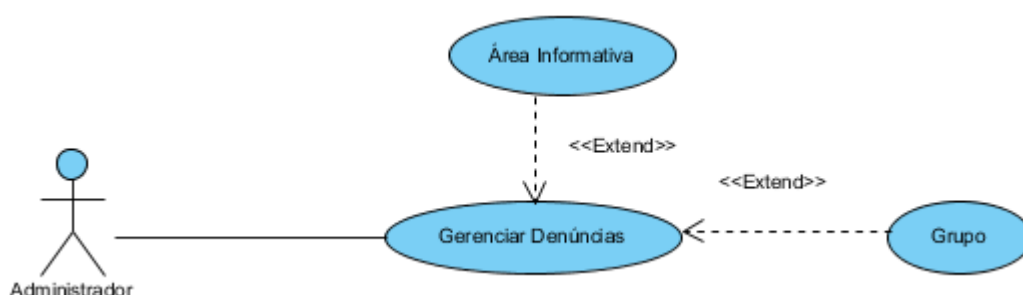 Área Informativa
<<Extend>>
<<Extend>>
Gerenciar Denúncias
Grupo
Administrador